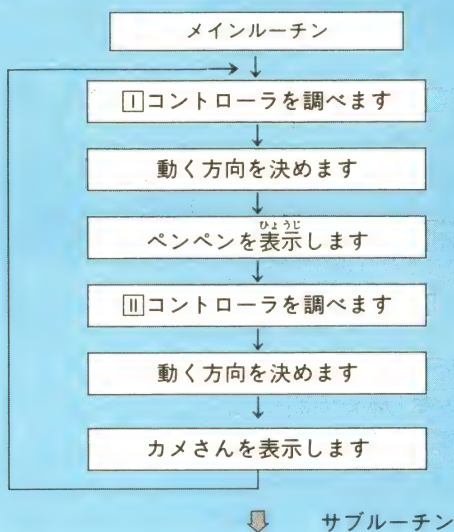 メインルーチン
Ⅰコントローラを調べます
動く方向を決めます
ひょうじ
ペンペンを表示します
Ⅱコントローラを調べます
動く方向を決めます
カメさんを表示します
サブルーチン